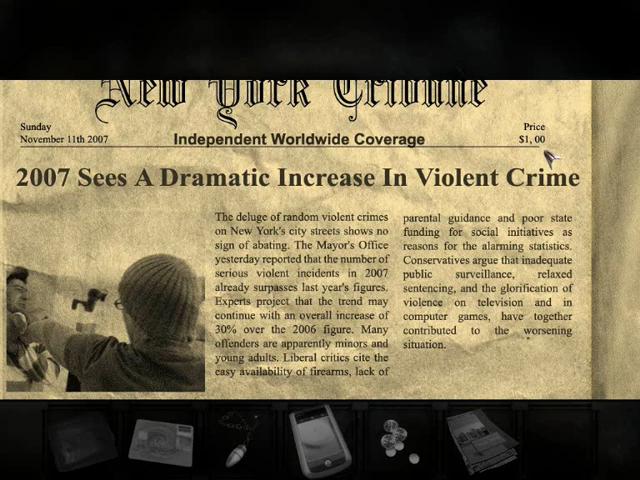 New York Tribune
Sunday
November 11th 2007
Independent Worldwide Coverage
Price
$1, 00
2007 Sees A Dramatic Increase In Violent Crime
The deluge of random violent crimes
on New York's city streets shows no
sign of abating. The Mayor's Office
yesterday reported that the number of
serious violent incidents in 2007
already surpasses last year's figures.
Experts project that the trend may
continue with an overall increase of
30% over the 2006 figure. Many
offenders are apparently minors and
young adults. Liberal critics cite the
easy availability of firearms, lack of
parental guidance and poor state
funding for social initiatives as
reasons for the alarming statistics.
Conservatives argue that inadequate
public surveillance, relaxed
sentencing, and the glorification of
violence on television and in
computer games, have together
contributed to the worsening
situation.